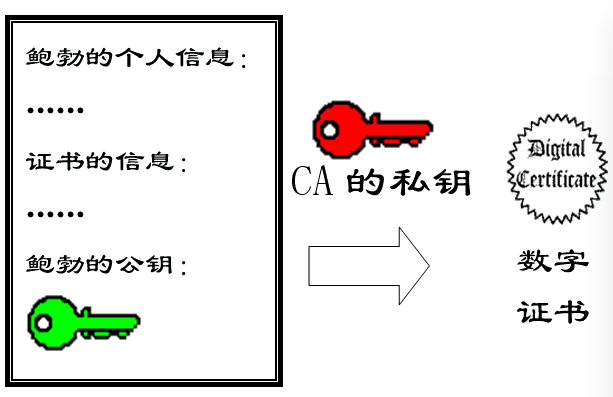 鲍勃的个人信息：
······
证书的信息：
······
鲍勃的公钥：
CA 的私钥
Digital
Certificate
数字
证书